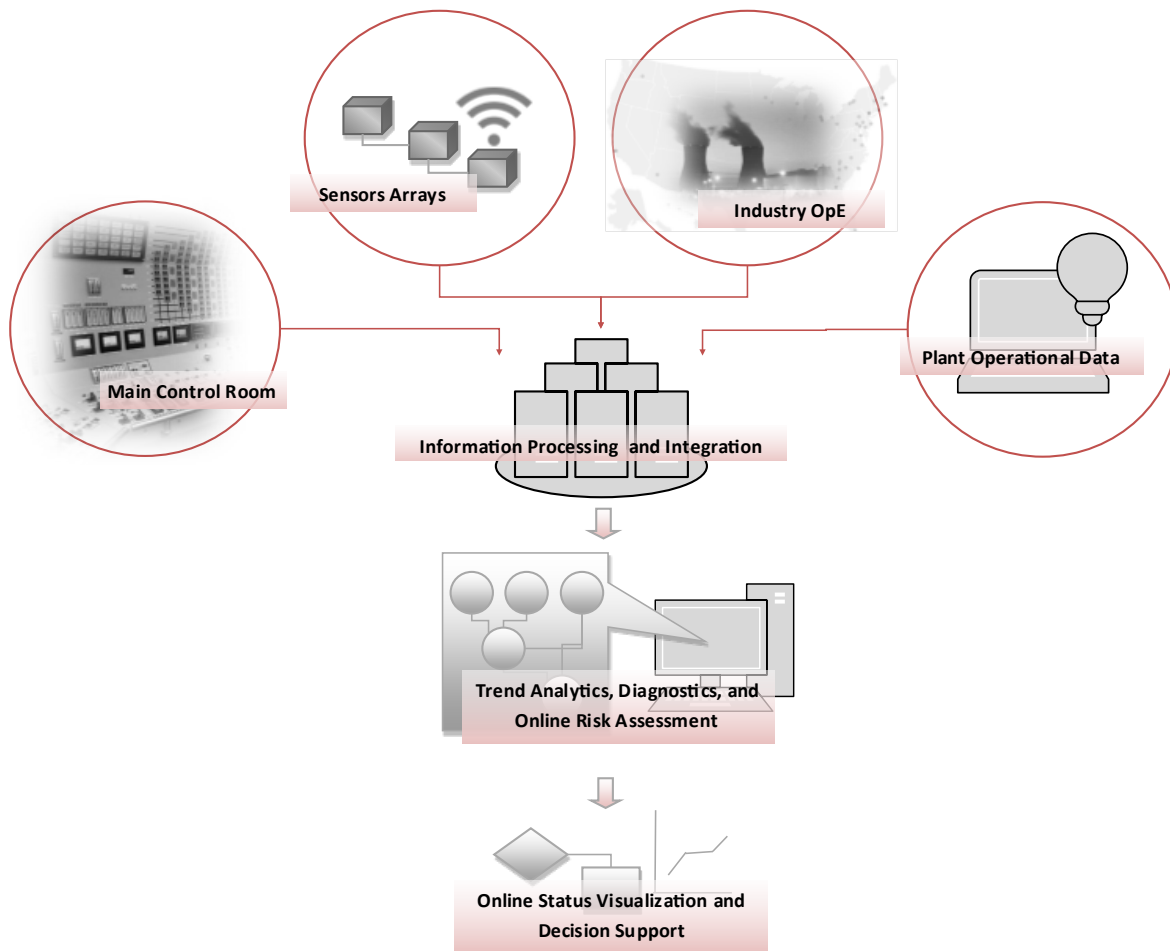 Sensors Arrays
Industry OpE
Main Control Room
Plant Operational Data
Information Processing and Integration
Trend Analytics, Diagnostics, and
Online Risk Assessment
Online Status Visualization and
Decision Support